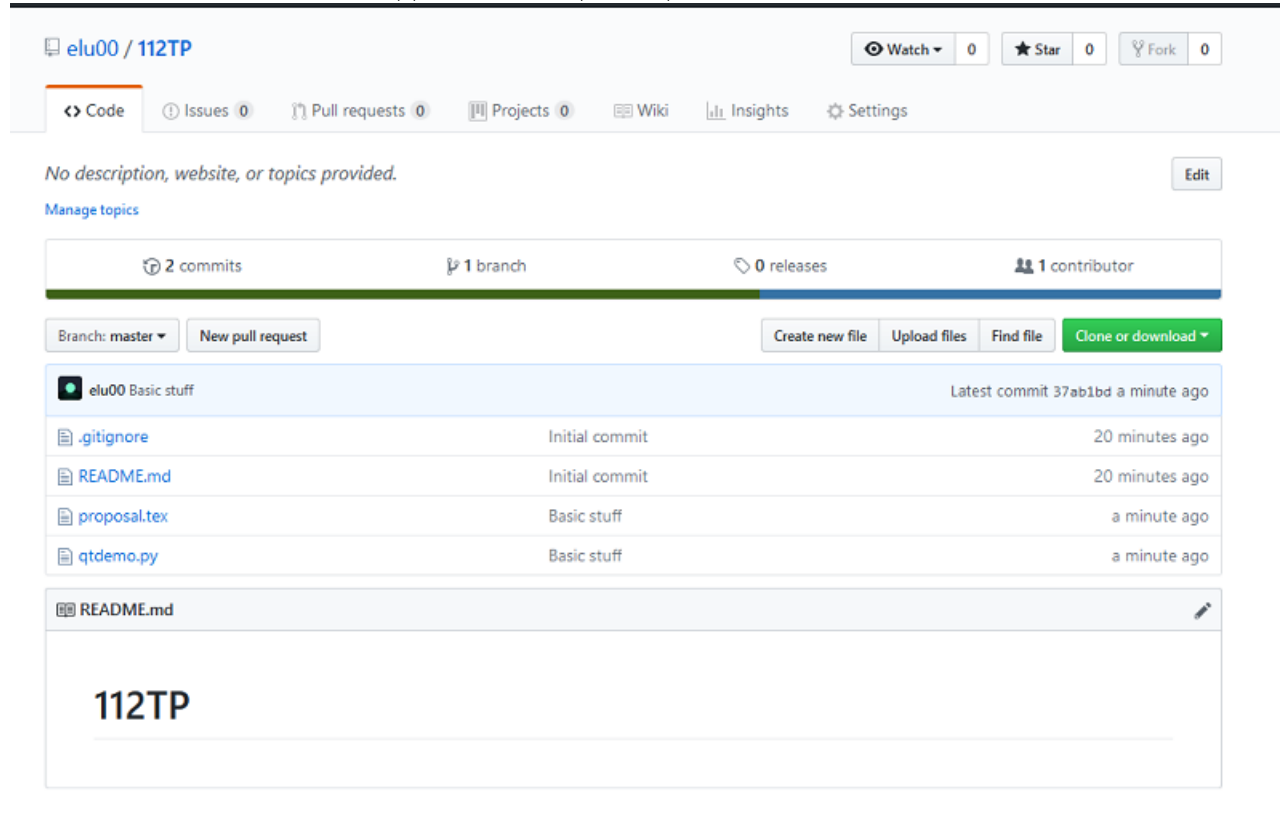 elu00 / 112TP Watch 0 Star 0 Fork 0
Code Issues 0 Pull requests 0 Projects 0 Wiki Insights Settings
No description, website, or topics provided. Edit
Manage topics
2 commits 1 branch 0 releases 1 contributor
Branch: master New pull request Create new file Upload files Find file Clone or download
elu00 Basic stuff Latest commit 37ab1bd a minute ago
.gitignore Initial commit 20 minutes ago
README.md Initial commit 20 minutes ago
proposal.tex Basic stuff a minute ago
qtdemo.py Basic stuff a minute ago
README.md
112TP